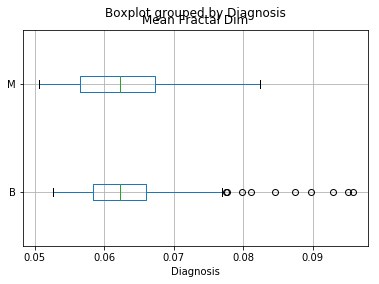 Boxplot grouped by Diagnosis
Mean Fractal Dim
M
B
0.05 0.06 0.07 0.08 0.09
Diagnosis